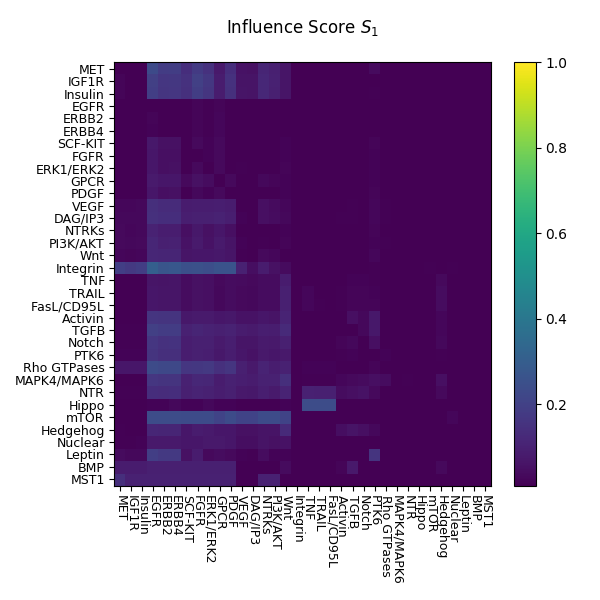 Influence Score S₁
MET
IGF1R
Insulin
EGFR
ERBB2
ERBB4
SCF-KIT
FGFR
ERK1/ERK2
GPCR
PDGF
VEGF
DAG/IP3
NTRKs
PI3K/AKT
Wnt
Integrin
TNF
TRAIL
FasL/CD95L
Activin
TGFB
Notch
PTK6
Rho GTPases
MAPK4/MAPK6
NTR
Hippo
mTOR
Hedgehog
Nuclear
Leptin
BMP
MST1
MET
IGF1R
Insulin
EGFR
ERBB2
ERBB4
SCF-KIT
FGFR
ERK1/ERK2
GPCR
PDGF
VEGF
DAG/IP3
NTRKs
PI3K/AKT
Wnt
Integrin
TNF
TRAIL
FasL/CD95L
Activin
TGFB
Notch
PTK6
Rho GTPases
MAPK4/MAPK6
NTR
Hippo
mTOR
Hedgehog
Nuclear
Leptin
BMP
MST1
1.0
0.8
0.6
0.4
0.2